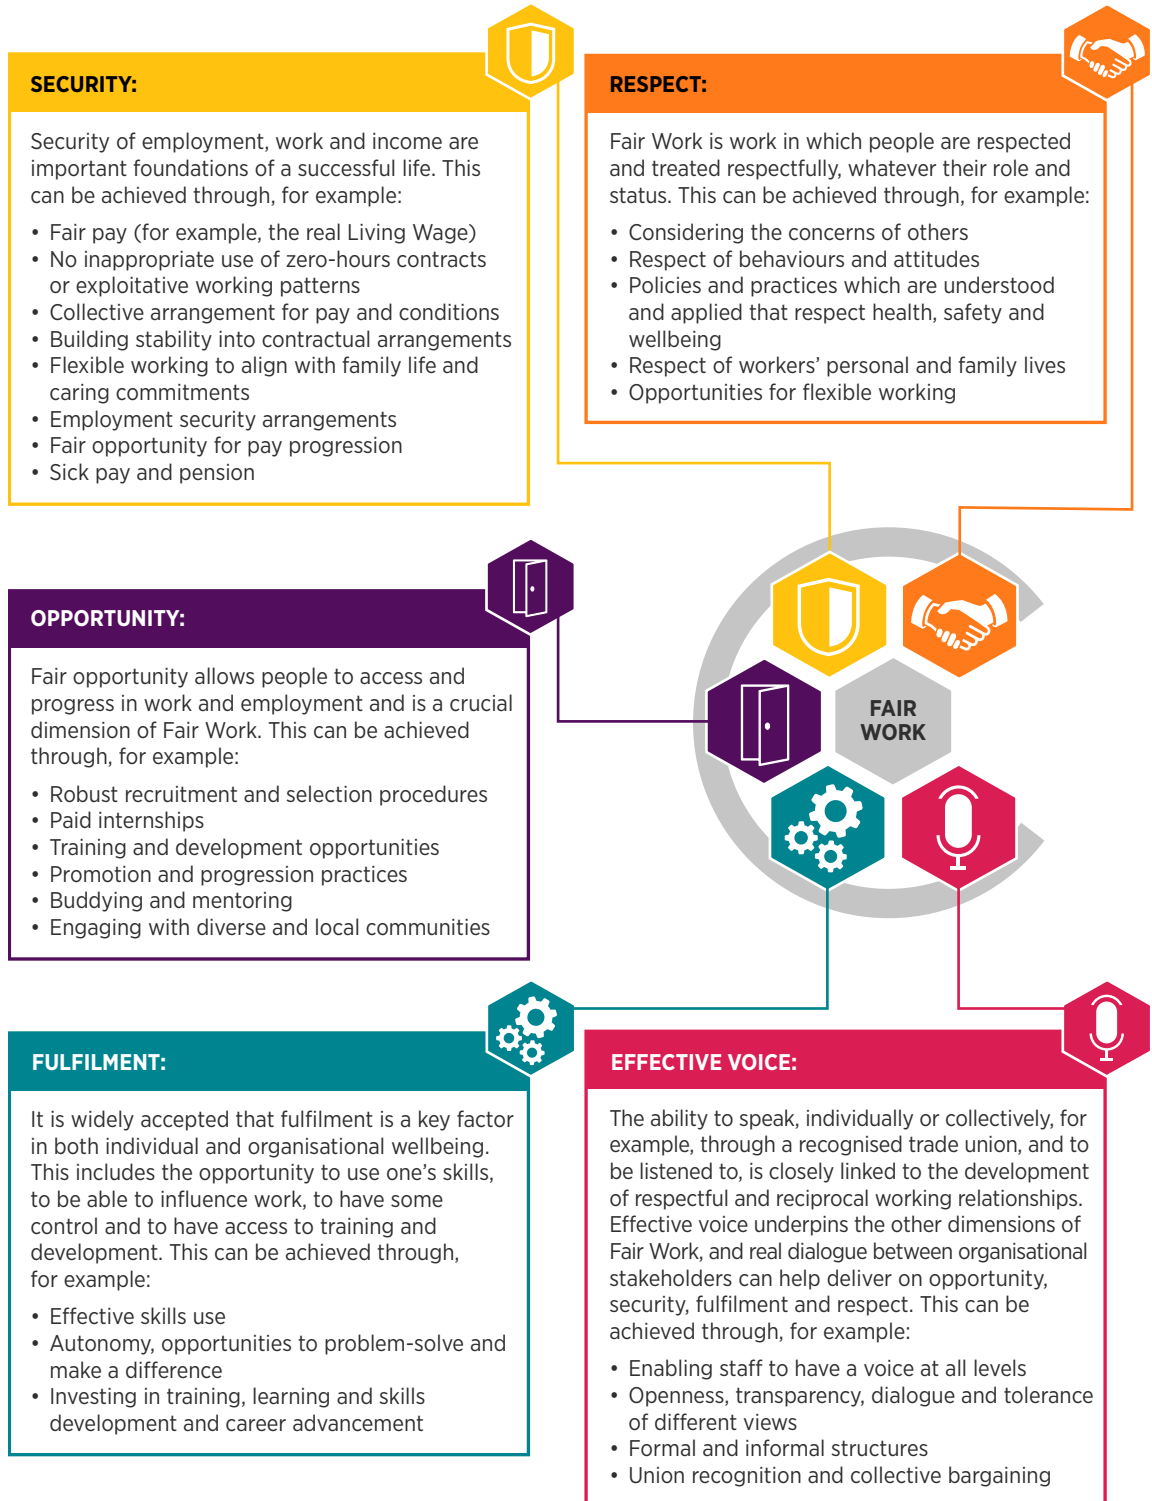 SECURITY:
Security of employment, work and income are
important foundations of a successful life. This
can be achieved through, for example:
• Fair pay (for example, the real Living Wage)
• No inappropriate use of zero-hours contracts
or exploitative working patterns
• Collective arrangement for pay and conditions
• Building stability into contractual arrangements
• Flexible working to align with family life and
caring commitments
• Employment security arrangements
• Fair opportunity for pay progression
• Sick pay and pension
RESPECT:
Fair Work is work in which people are respected
and treated respectfully, whatever their role and
status. This can be achieved through, for example:
• Considering the concerns of others
• Respect of behaviours and attitudes
• Policies and practices which are understood
and applied that respect health, safety and
wellbeing
• Respect of workers’ personal and family lives
• Opportunities for flexible working
OPPORTUNITY:
Fair opportunity allows people to access and
progress in work and employment and is a crucial
dimension of Fair Work. This can be achieved
through, for example:
• Robust recruitment and selection procedures
• Paid internships
• Training and development opportunities
• Promotion and progression practices
• Buddying and mentoring
• Engaging with diverse and local communities
FAIR
WORK
FULFILMENT:
It is widely accepted that fulfilment is a key factor
in both individual and organisational wellbeing.
This includes the opportunity to use one’s skills,
to be able to influence work, to have some
control and to have access to training and
development. This can be achieved through,
for example:
• Effective skills use
• Autonomy, opportunities to problem-solve and
make a difference
• Investing in training, learning and skills
development and career advancement
EFFECTIVE VOICE:
The ability to speak, individually or collectively, for
example, through a recognised trade union, and to
be listened to, is closely linked to the development
of respectful and reciprocal working relationships.
Effective voice underpins the other dimensions of
Fair Work, and real dialogue between organisational
stakeholders can help deliver on opportunity,
security, fulfilment and respect. This can be
achieved through, for example:
• Enabling staff to have a voice at all levels
• Openness, transparency, dialogue and tolerance
of different views
• Formal and informal structures
• Union recognition and collective bargaining